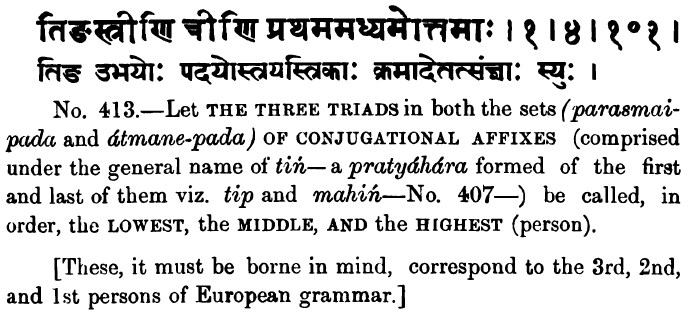 तिङस्त्रीणि त्रीणि प्रथममध्यमोत्तमाः । १ । ४ । १०१ ।
तिङ उभयोः पदयोस्त्रयस्त्रिकाः क्रमादेतत्संज्ञाः स्युः ।
No. 413.—Let THE THREE TRIADS in both the sets (parasmai-
pada and átmane-pada) OF CONJUGATIONAL AFFIXES (comprised
under the general name of tiṅ—a pratyáhára formed of the first
and last of them viz. tip and mahiṅ—No. 407—) be called, in
order, the LOWEST, the MIDDLE, AND the HIGHEST (person).
[These, it must be borne in mind, correspond to the 3rd, 2nd,
and 1st persons of European grammar.]